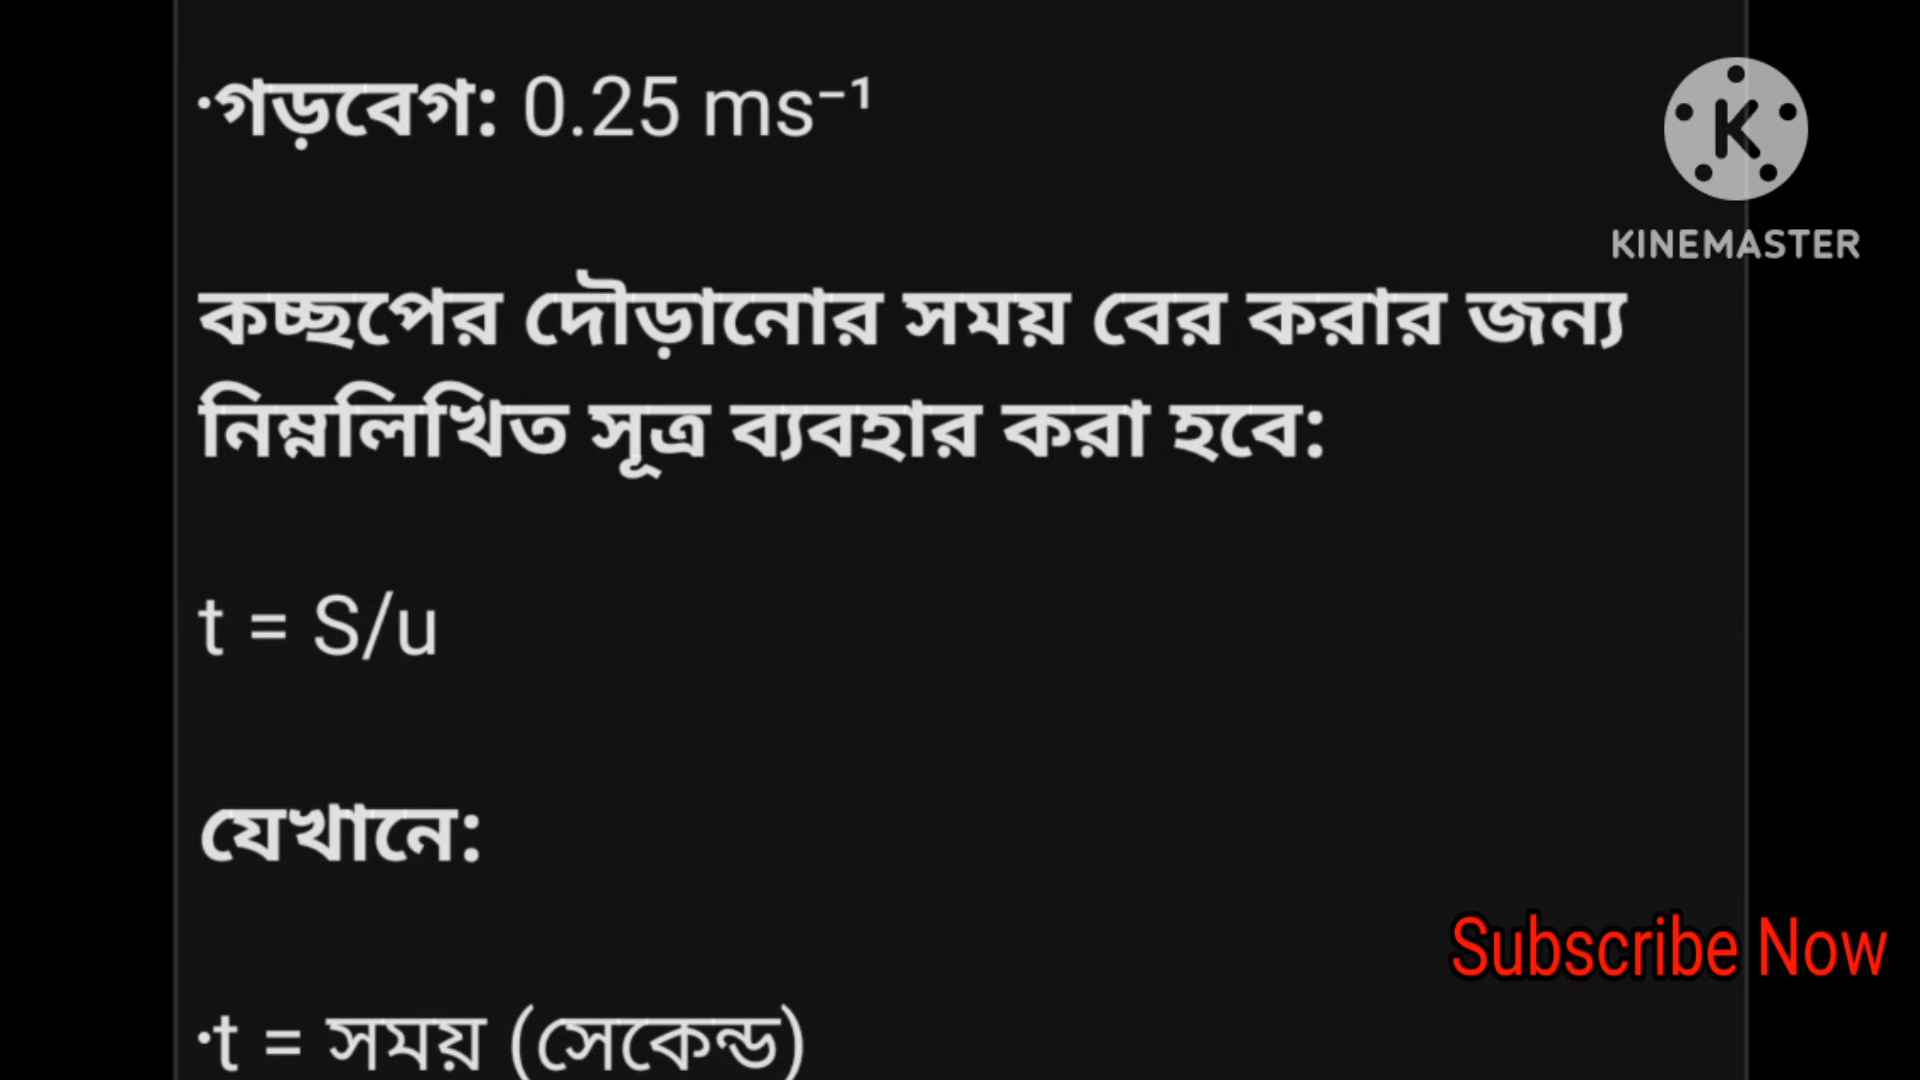 ·গড়বেগ: 0.25 ms⁻¹
K
KINEMASTER
কচ্ছপের দৌড়ানোর সময় বের করার জন্য
নিম্নলিখিত সূত্র ব্যবহার করা হবে:
t = S/u
যেখানে:
Subscribe Now
·t = সময় (সেকেন্ড)